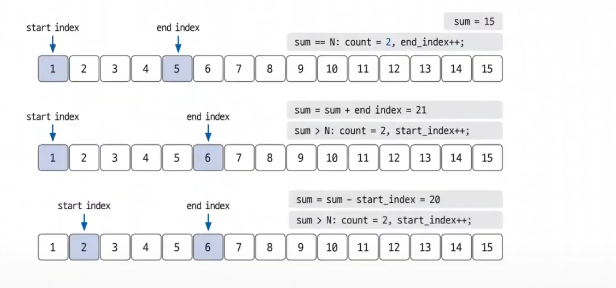 sum = 15
start index end index
sum == N: count = 2, end_index++;
1 2 3 4 5 6 7 8 9 10 11 12 13 14 15
sum = sum + end index = 21
start index end index
sum > N: count = 2, start_index++;
1 2 3 4 5 6 7 8 9 10 11 12 13 14 15
sum = sum - start_index = 20
start index end index
sum > N: count = 2, start_index++;
1 2 3 4 5 6 7 8 9 10 11 12 13 14 15